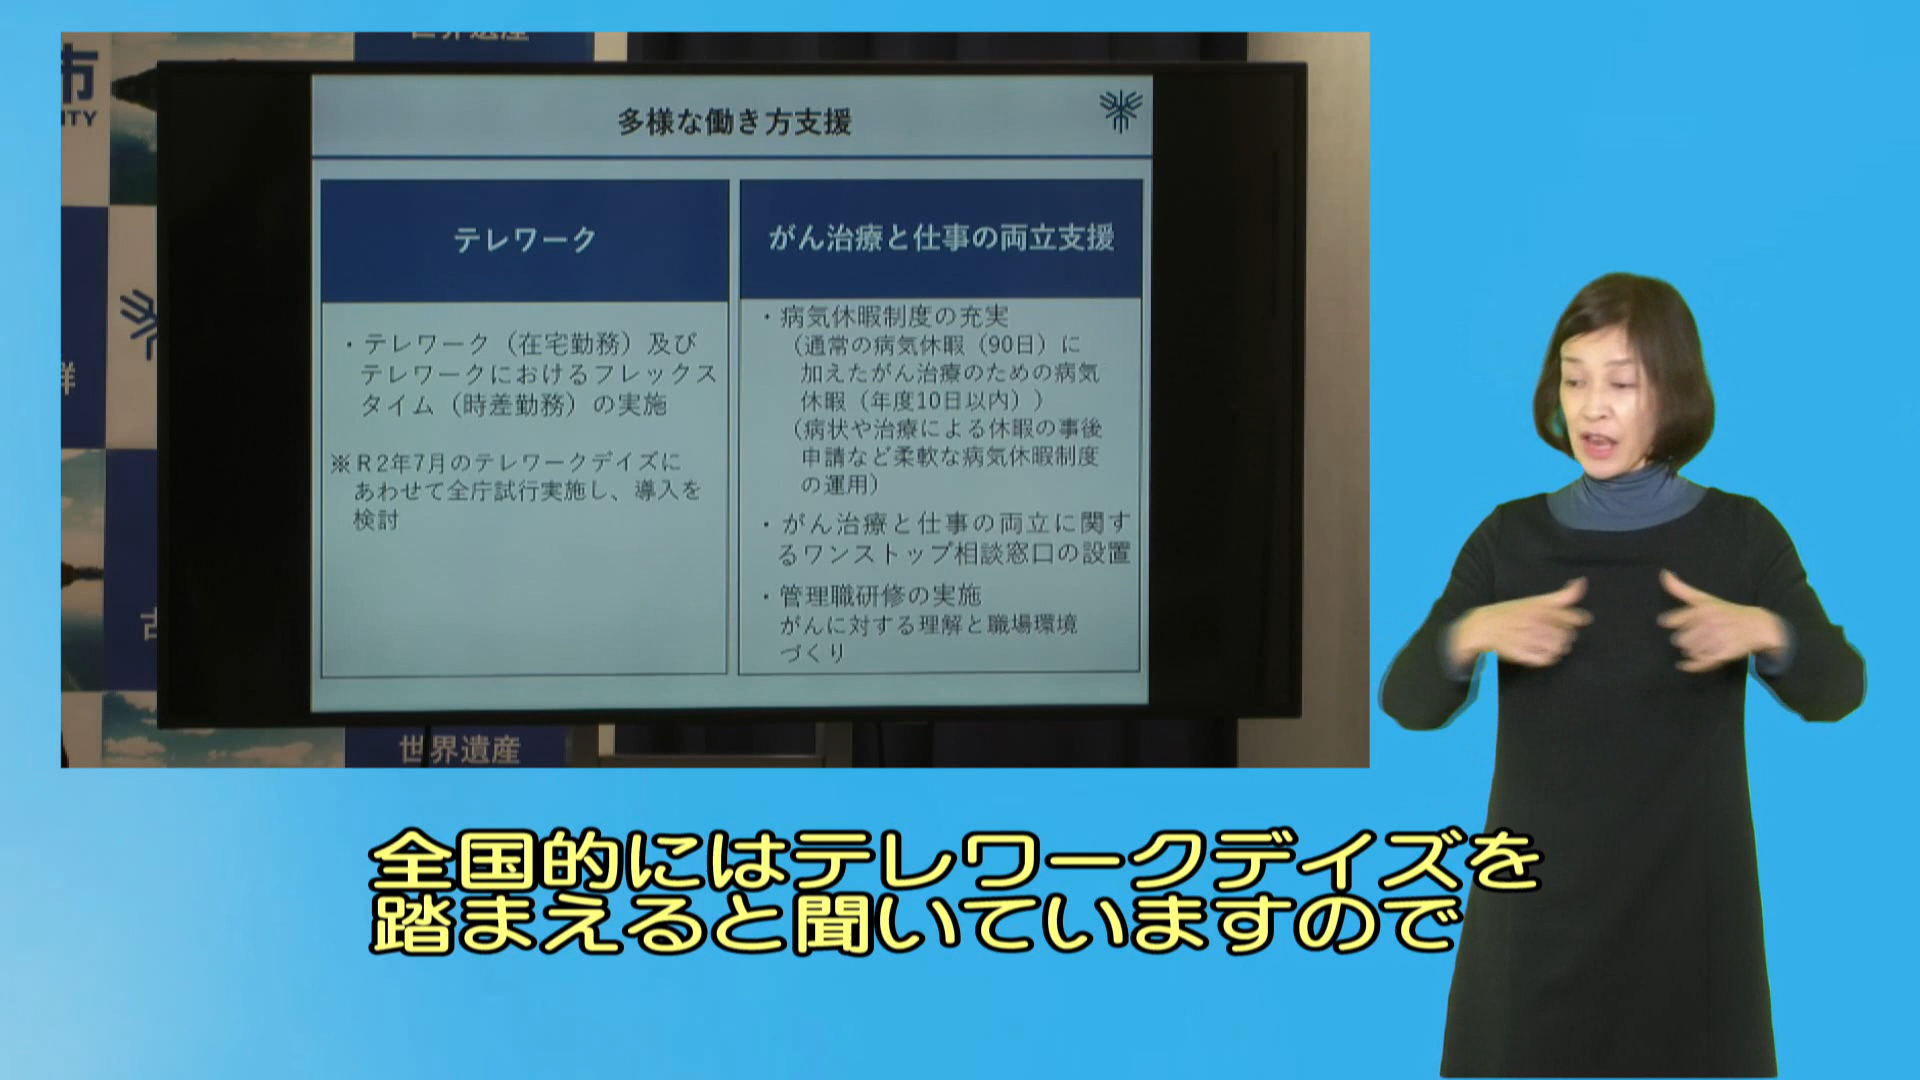 世界遺産
市
ITY
多様な働き方支援
テレワーク
・テレワーク（在宅勤務）及び
テレワークにおけるフレックス
タイム（時差勤務）の実施
※R2年7月のテレワークデイズに
あわせて全庁試行実施し、導入を
検討
がん治療と仕事の両立支援
・病気休暇制度の充実
（通常の病気休暇（90日）に
加えたがん治療のための病気
休暇（年度10日以内））
（病状や治療による休暇の事後
申請など柔軟な病気休暇制度
の運用）
・がん治療と仕事の両立に関す
るワンストップ相談窓口の設置
・管理職研修の実施
がんに対する理解と職場環境
づくり
群
古
世界遺産
全国的にはテレワークデイズを
踏まえると聞いていますので